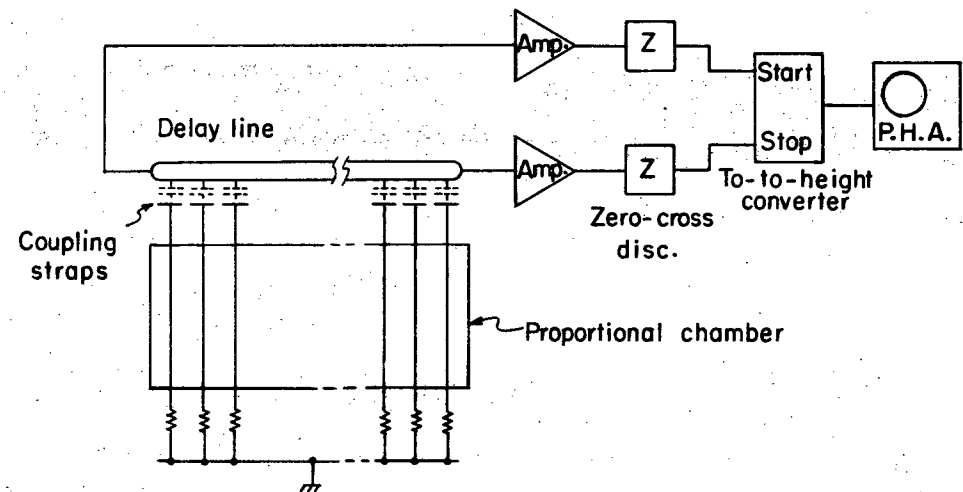 Amp.
Z
Start
P.H.A.
Delay line
Amp.
Z
Stop
To-to-height
converter
Zero-cross
disc.
Coupling
straps
Proportional chamber